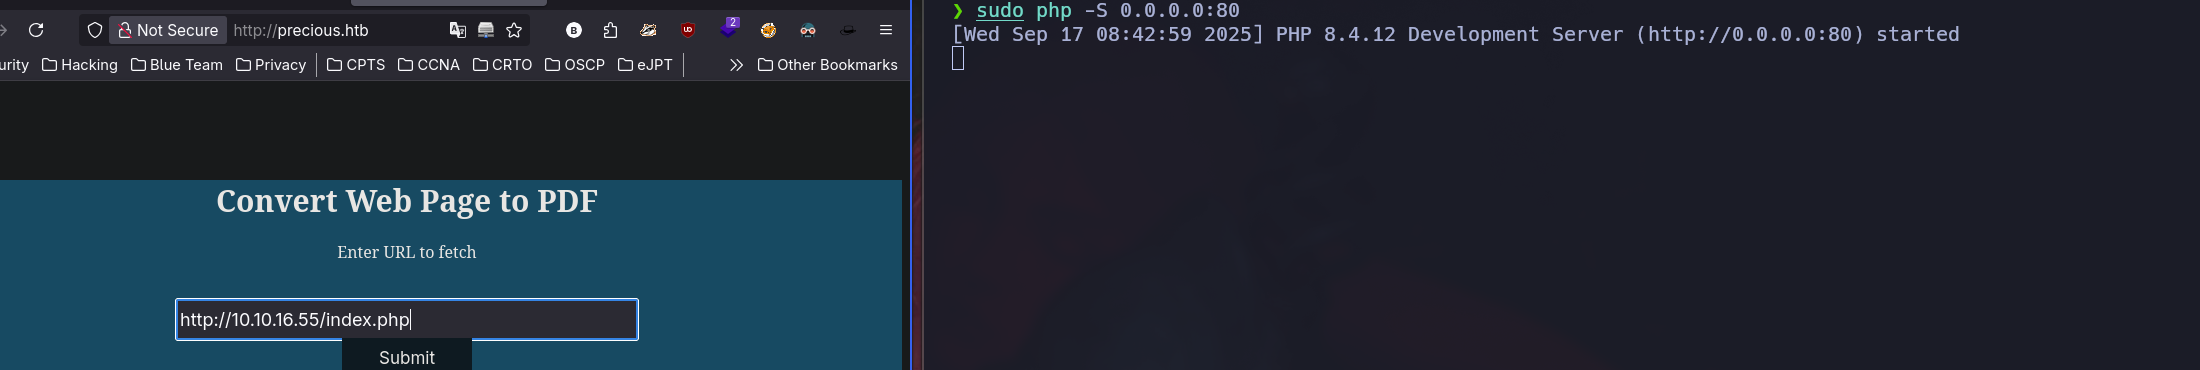 Not Secure http://precious.htb 2
urity Hacking Blue Team Privacy CPTS CCNA CRTO OSCP eJPT Other Bookmarks
Convert Web Page to PDF
Enter URL to fetch
http://10.10.16.55/index.php
Submit
❯ sudo php -S 0.0.0.0:80
[Wed Sep 17 08:42:59 2025] PHP 8.4.12 Development Server (http://0.0.0.0:80) started